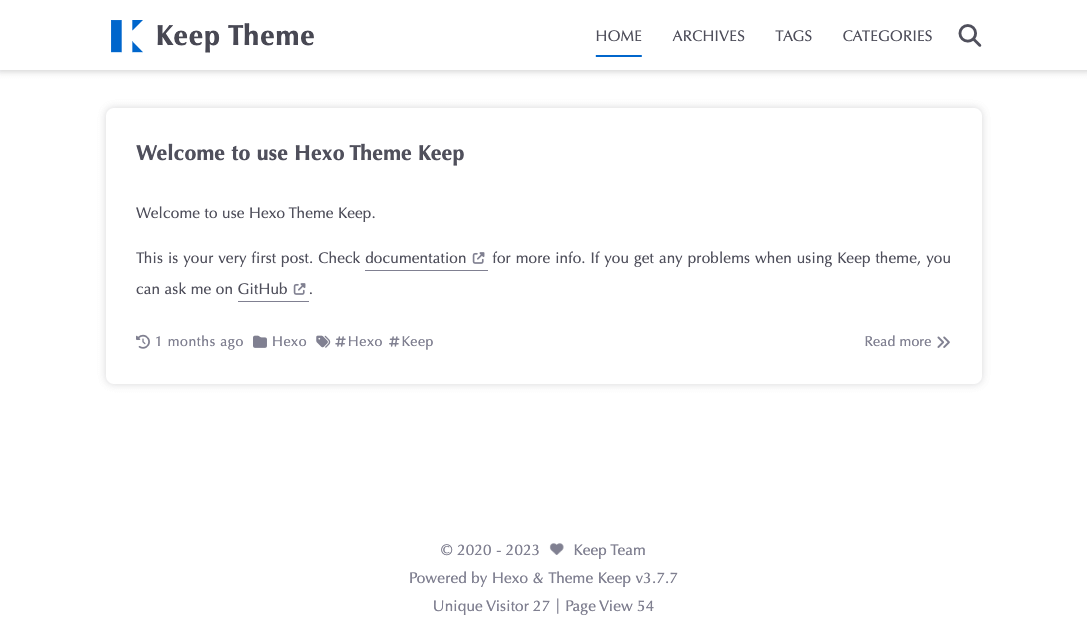 Keep Theme
HOME ARCHIVES TAGS CATEGORIES
Welcome to use Hexo Theme Keep
Welcome to use Hexo Theme Keep.
This is your very first post. Check documentation for more info. If you get any problems when using Keep theme, you
can ask me on GitHub .
1 months ago Hexo #Hexo #Keep Read more
© 2020 - 2023 Keep Team
Powered by Hexo & Theme Keep v3.7.7
Unique Visitor 27 | Page View 54